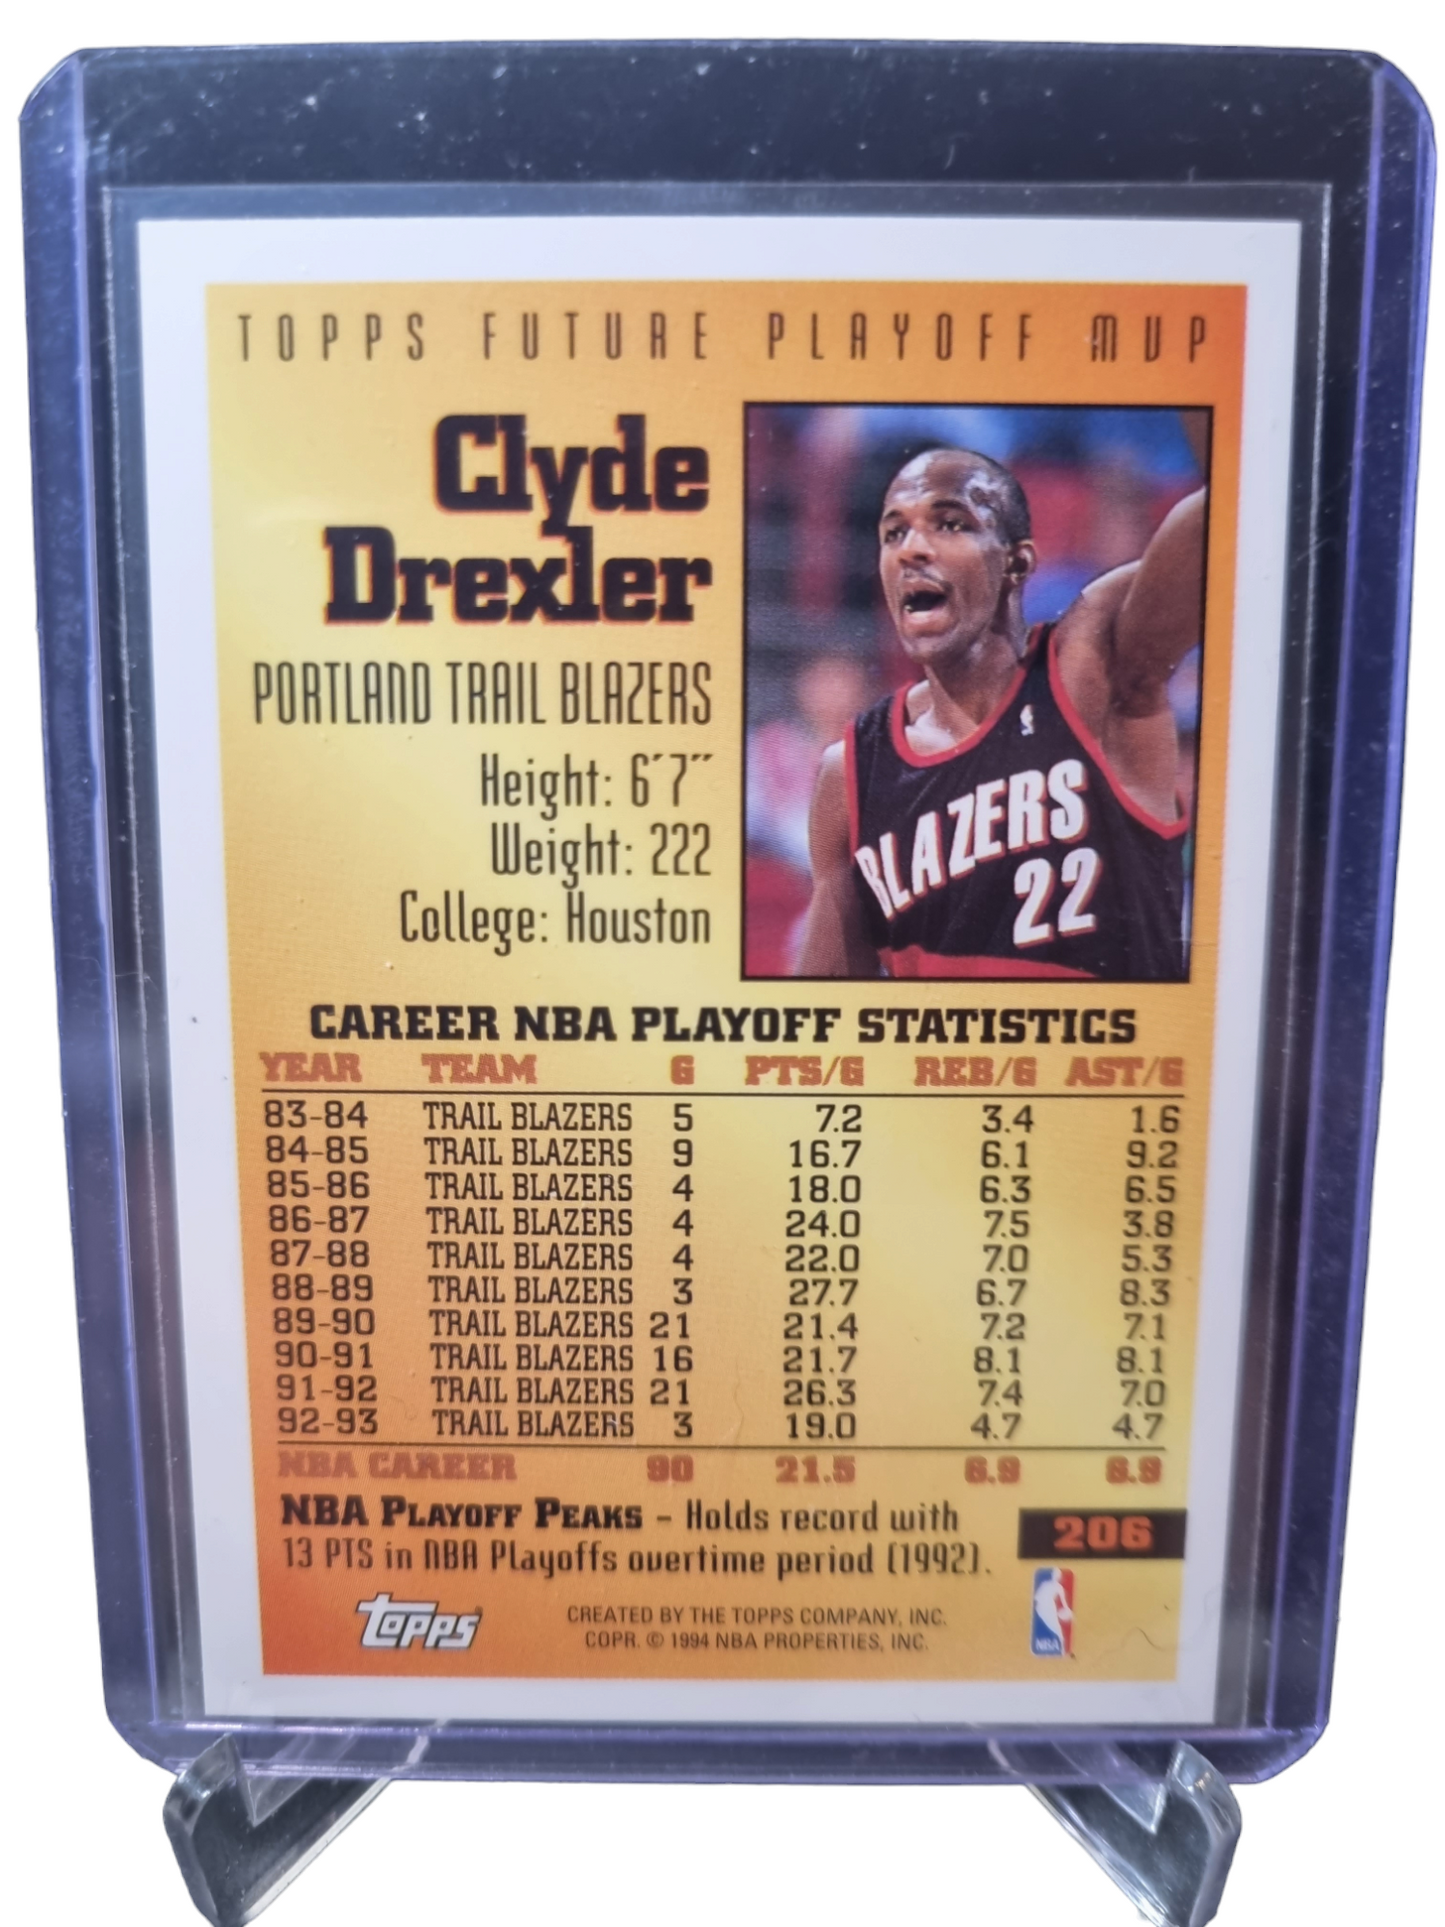 TOPPS FUTURE PLAYOFF MVP
Clyde
Drexler
PORTLAND TRAIL BLAZERS
Height: 6'7"
Weight: 222
College: Houston
BLAZERS
22
CAREER NBA PLAYOFF STATISTICS
YEAR TEAM G PTS/G REB/G AST/G
83-84 TRAIL BLAZERS 5 7.2 3.4 1.6
84-85 TRAIL BLAZERS 9 16.7 6.1 9.2
85-86 TRAIL BLAZERS 4 18.0 6.3 6.5
86-87 TRAIL BLAZERS 4 24.0 7.5 3.8
87-88 TRAIL BLAZERS 4 22.0 7.0 5.3
88-89 TRAIL BLAZERS 3 27.7 6.7 8.3
89-90 TRAIL BLAZERS 21 21.4 7.2 7.1
90-91 TRAIL BLAZERS 16 21.7 8.1 8.1
91-92 TRAIL BLAZERS 21 26.3 7.4 7.0
92-93 TRAIL BLAZERS 3 19.0 4.7 4.7
NBA CAREER 90 21.5 6.9 6.9
NBA PLAYOFF PEAKS – Holds record with
13 PTS in NBA Playoffs overtime period (1992).
206
TOPPS
CREATED BY THE TOPPS COMPANY, INC.
COPR. © 1994 NBA PROPERTIES, INC.
NBA